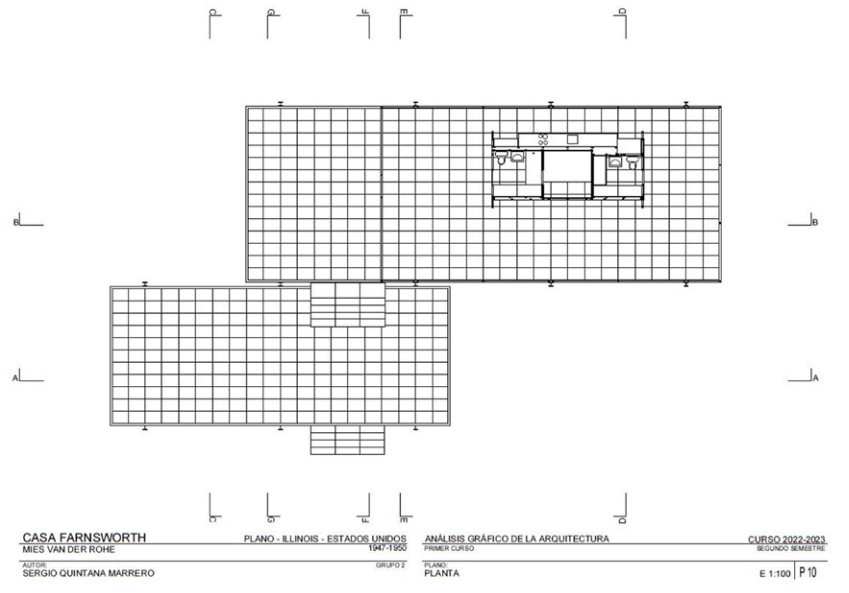 C G F E D
B B
A A
C G F E D
CASA FARNSWORTH
MIES VAN DER ROHE
PLANO - ILLINOIS - ESTADOS UNIDOS
1947-1950
AUTOR:
SERGIO QUINTANA MARRERO
GRUPO 2
ANÁLISIS GRÁFICO DE LA ARQUITECTURA
PRIMER CURSO
CURSO 2022-2023
SEGUNDO SEMESTRE
PLANO:
PLANTA
E 1:100 P 10